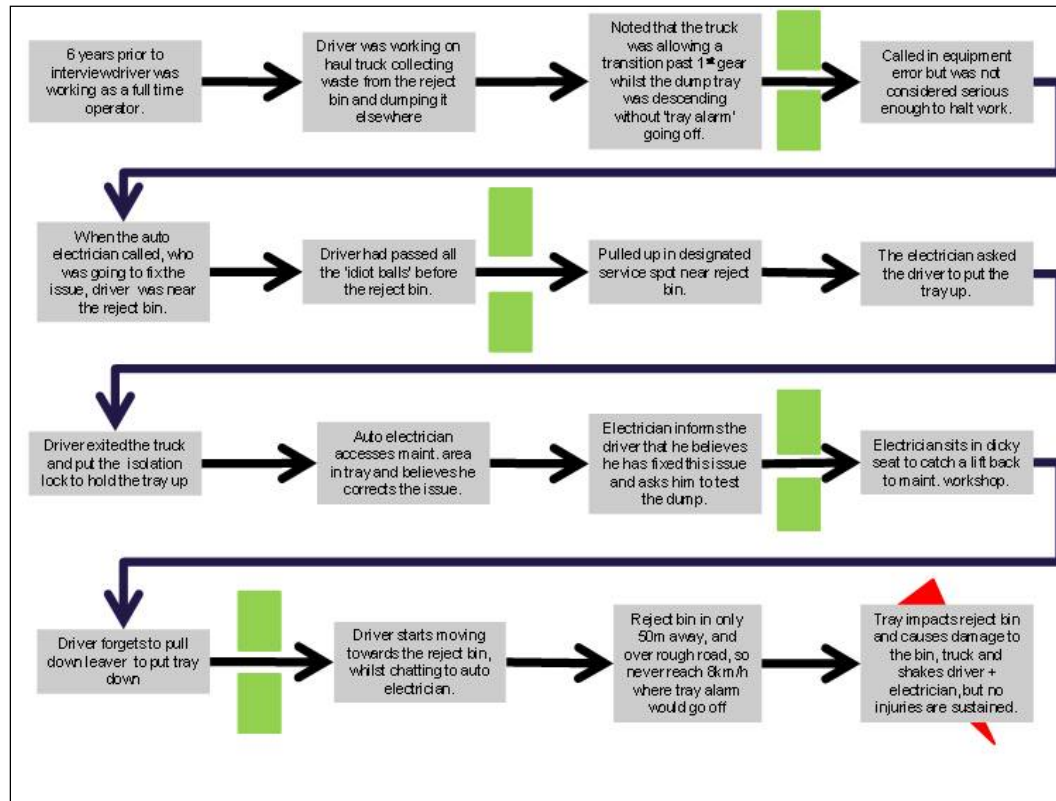 6 years prior to
interview driver was
working as a full time
operator.
Driver was working on
haul truck collecting
waste from the reject
bin and dumping it
elsewhere
Noted that the truck
was allowing a
transition past 1st gear
whilst the dump tray
was descending
without 'tray alarm'
going off.
Called in equipment
error but was not
considered serious
enough to halt work.
When the auto
electrician called, who
was going to fix the
issue, driver was near
the reject bin.
Driver had passed all
the 'idiot balls' before
the reject bin.
Pulled up in designated
service spot near reject
bin.
The electrician asked
the driver to put the
tray up.
Driver exited the truck
and put the isolation
lock to hold the tray up
Auto electrician
accesses maint. area
in tray and believes he
corrects the issue.
Electrician informs the
driver that he believes
he has fixed this issue
and asks him to test
the dump.
Electrician sits in dicky
seat to catch a lift back
to maint. workshop.
Driver forgets to pull
down leaver to put tray
down
Driver starts moving
towards the reject bin,
whilst chatting to auto
electrician.
Reject bin in only
50m away, and
over rough road, so
never reach 8km/h
where tray alarm
would go off
Tray impacts reject bin
and causes damage to
the bin, truck and
shakes driver +
electrician, but no
injuries are sustained.